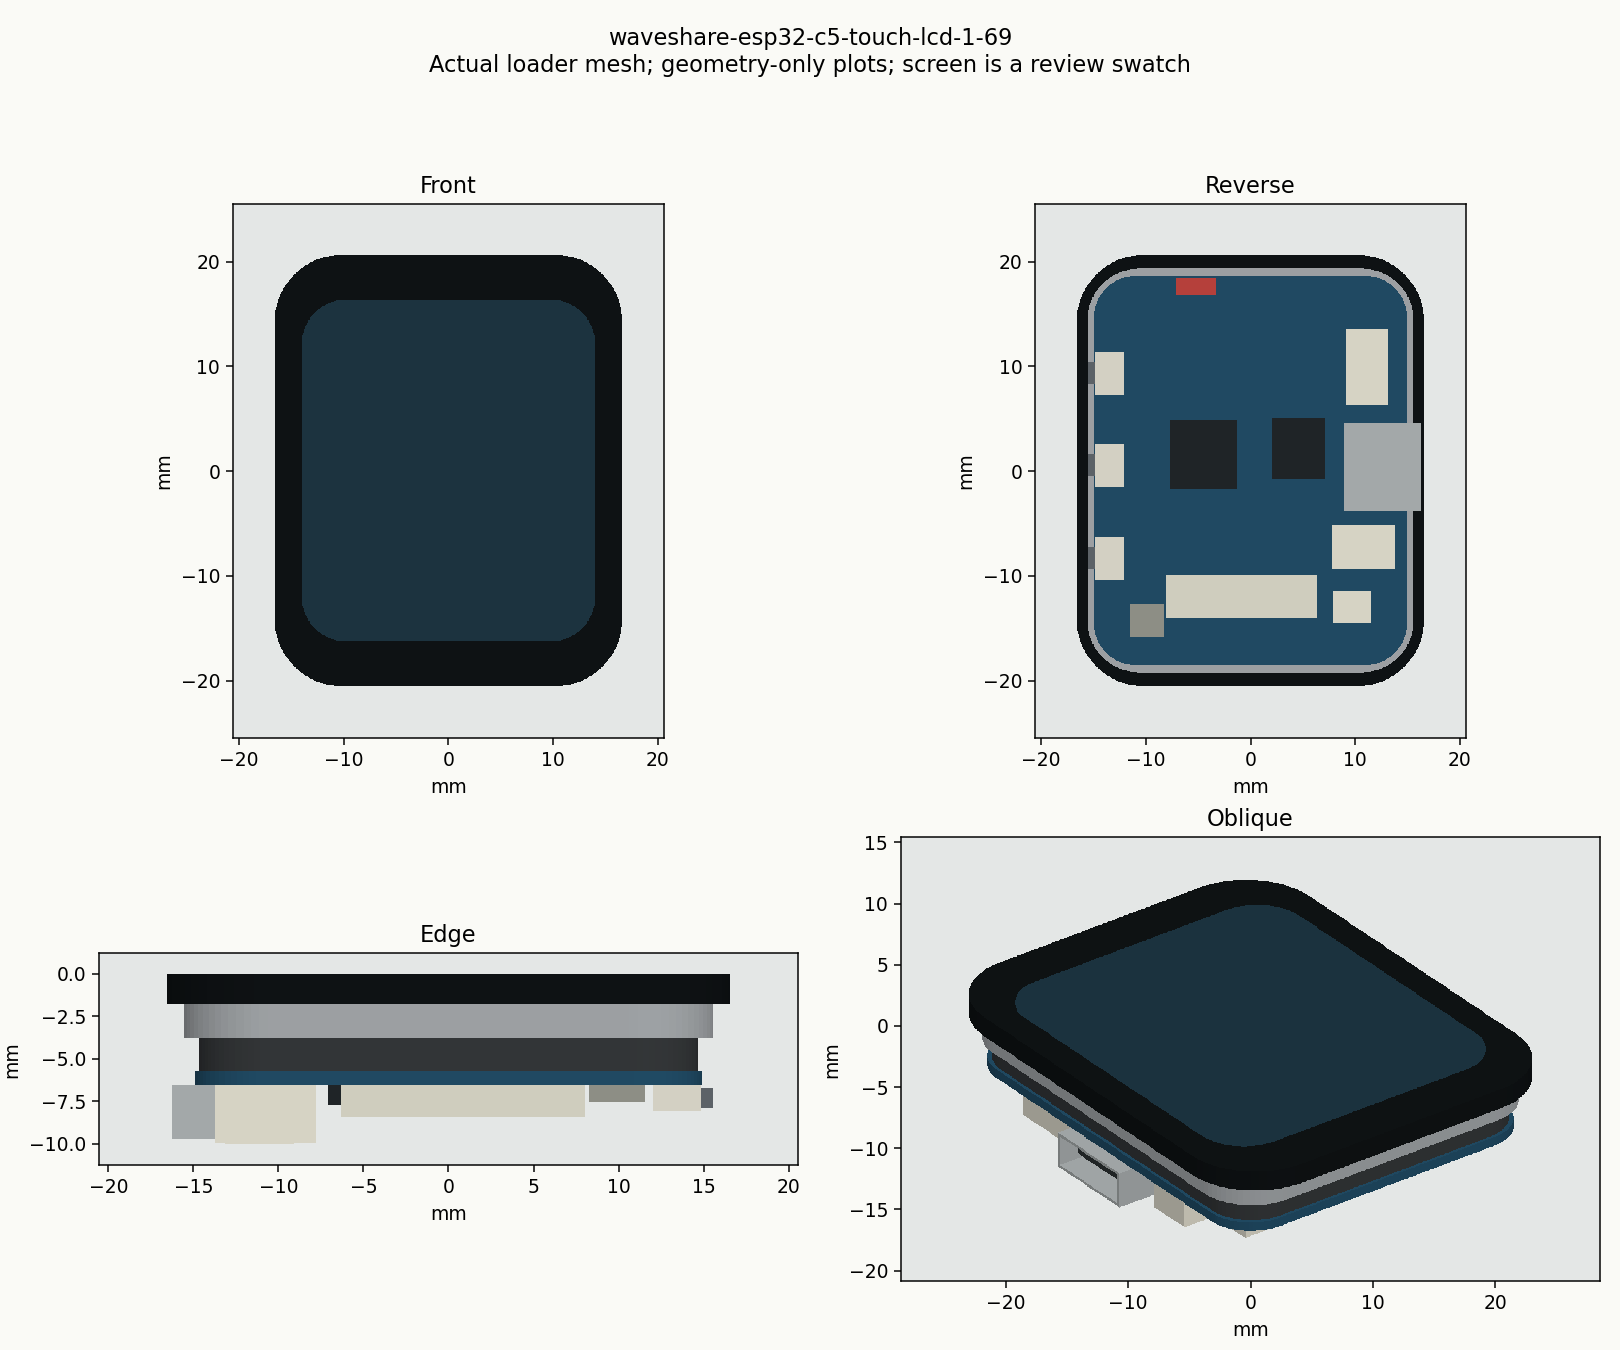 waveshare-esp32-c5-touch-lcd-1-69
Actual loader mesh; geometry-only plots; screen is a review swatch
Front
20
10
0
−10
−20
mm
−20 −10 0 10 20
mm
Reverse
20
10
0
−10
−20
mm
−20 −10 0 10 20
mm
Edge
0.0
−2.5
−5.0
−7.5
−10.0
mm
−20 −15 −10 −5 0 5 10 15 20
mm
Oblique
15
10
5
0
−5
−10
−15
−20
mm
−20 −10 0 10 20
mm